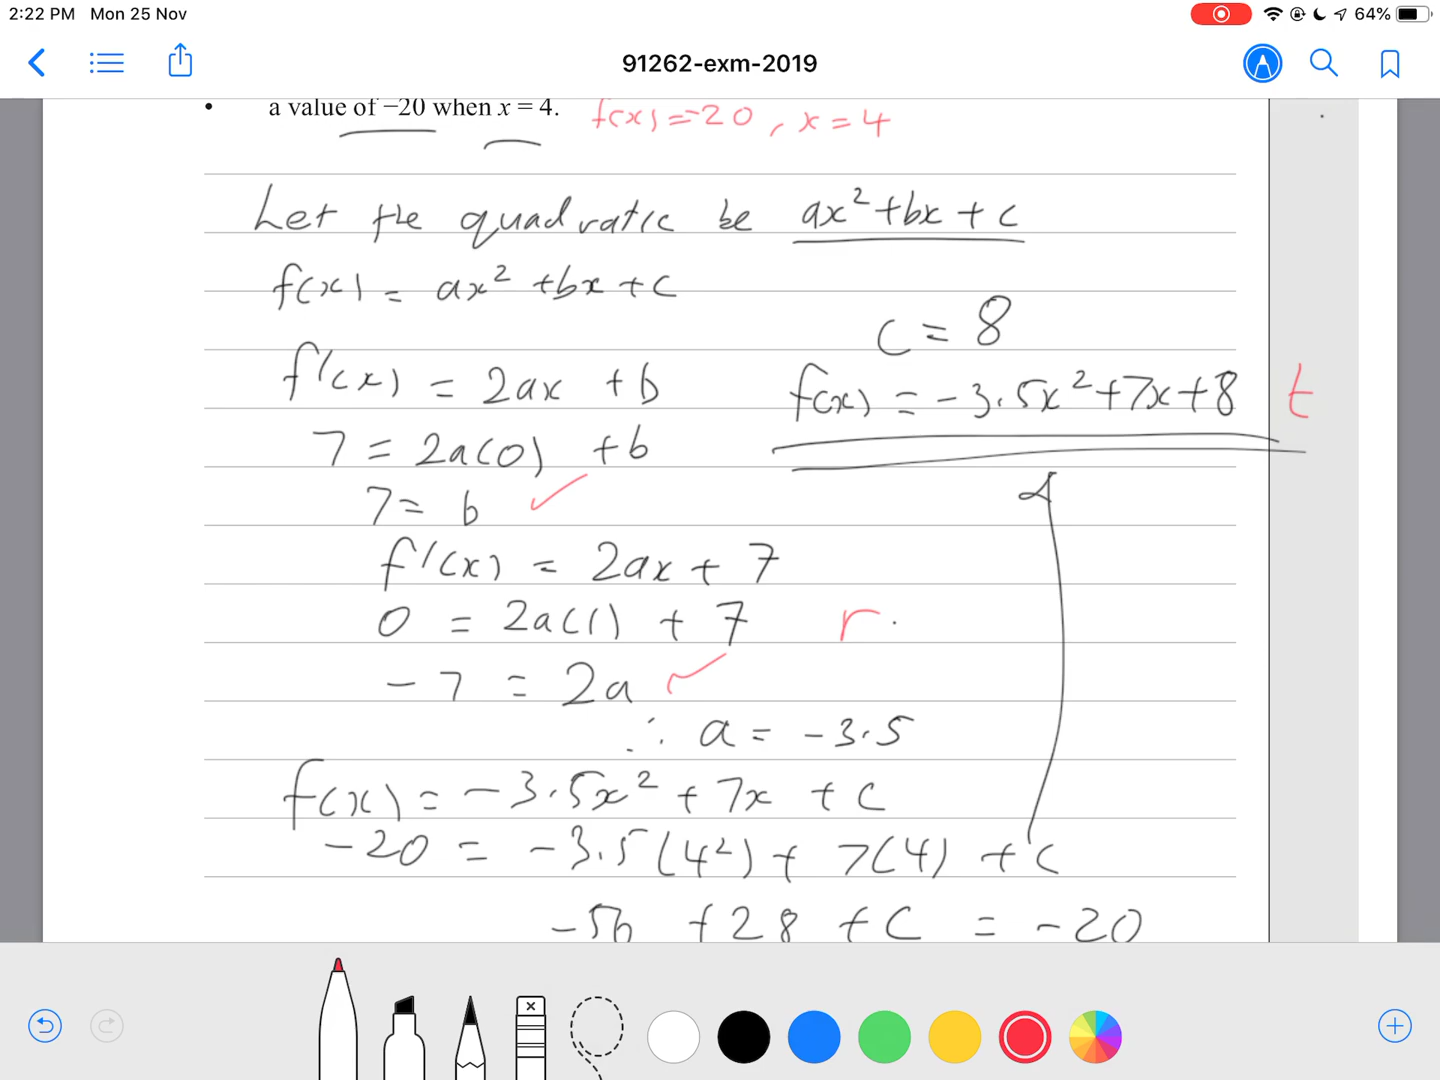 2:22 PM Mon 25 Nov 64%
91262-exm-2019
• a value of −20 when x = 4. f(x) = -20, x = 4
Let the quadratic be ax² + bx + c
f(x) = ax² + bx + c
c = 8
f'(x) = 2ax + b
f(x) = -3.5x² + 7x + 8 t
7 = 2a(0) + b
7 = b ✓
f'(x) = 2ax + 7
0 = 2a(1) + 7 r
-7 = 2a ✓
∴ a = -3.5
f(x) = -3.5x² + 7x + c
-20 = -3.5(4²) + 7(4) + c
-56 + 28 + c = -20